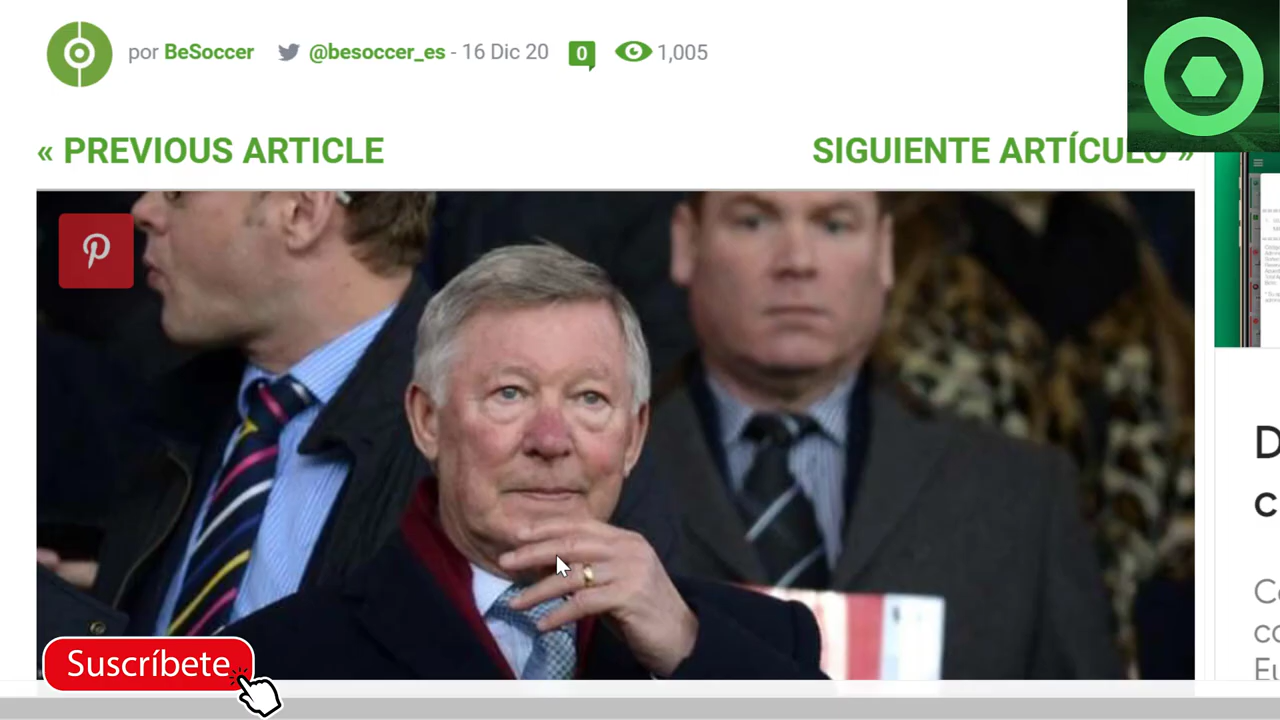 por BeSoccer @besoccer_es - 16 Dic 20 0 1,005
« PREVIOUS ARTICLE
SIGUIENTE ARTÍCULO »
Suscríbete